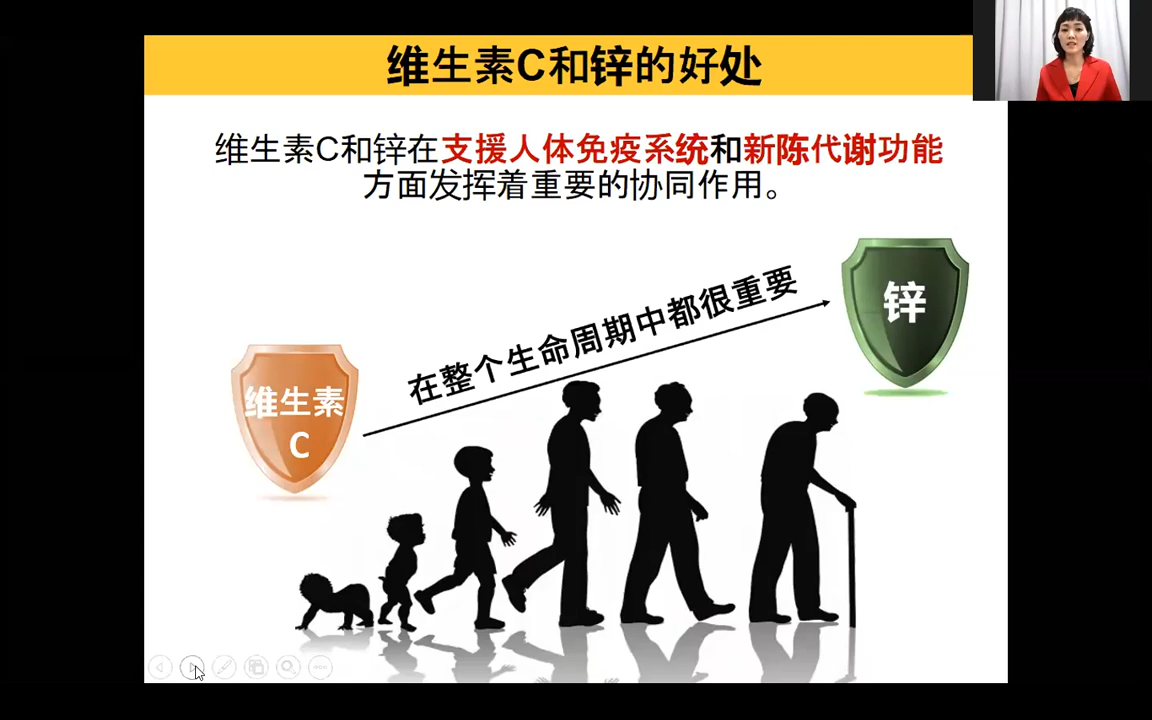 维生素C和锌的好处
维生素C和锌在支援人体免疫系统和新陈代谢功能
方面发挥着重要的协同作用。
在整个生命周期中都很重要
锌
维生素
C